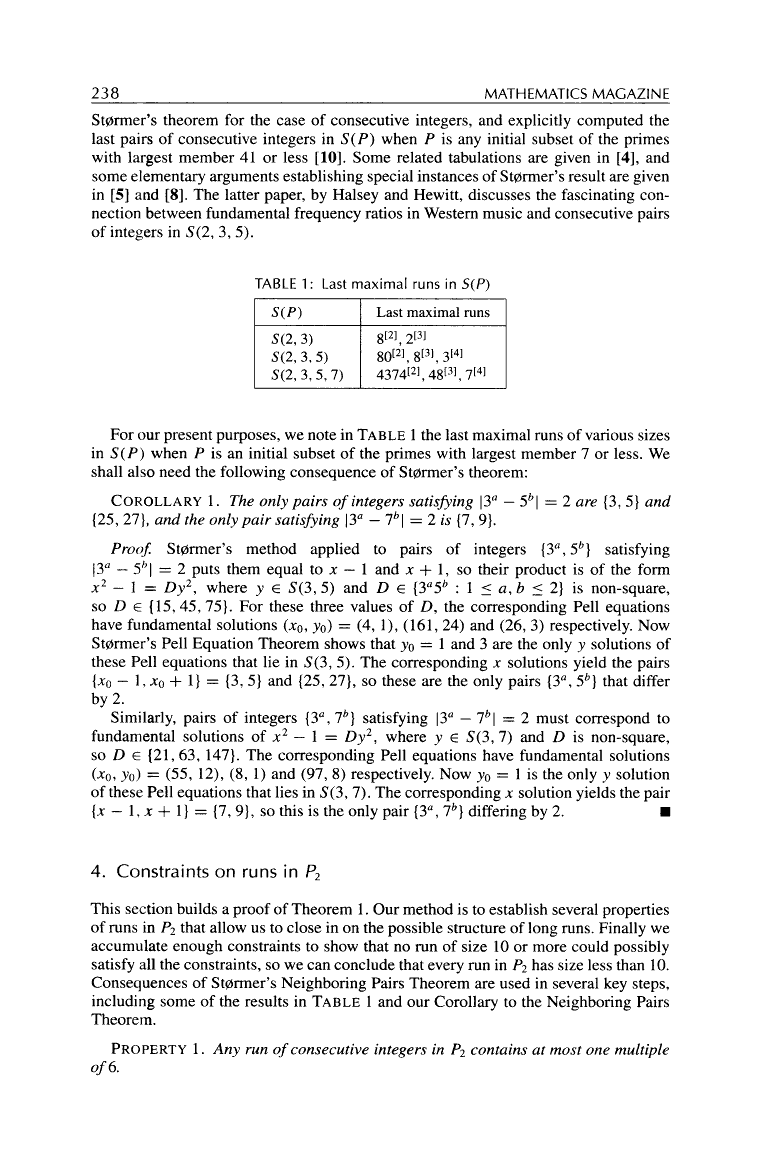 238 MATHEMATICS MAGAZINE
Størmer's theorem for the case of consecutive integers, and explicitly computed the
last pairs of consecutive integers in S(P) when P is any initial subset of the primes
with largest member 41 or less [10]. Some related tabulations are given in [4], and
some elementary arguments establishing special instances of Størmer's result are given
in [5] and [8]. The latter paper, by Halsey and Hewitt, discusses the fascinating con-
nection between fundamental frequency ratios in Western music and consecutive pairs
of integers in S(2, 3, 5).
TABLE 1: Last maximal runs in S(P)
S(P) Last maximal runs
S(2, 3) 8^[2], 2^[3]
S(2, 3, 5) 80^[2], 8^[3], 3^[4]
S(2, 3, 5, 7) 4374^[2], 48^[3], 7^[4]
For our present purposes, we note in TABLE 1 the last maximal runs of various sizes
in S(P) when P is an initial subset of the primes with largest member 7 or less. We
shall also need the following consequence of Størmer's theorem:
COROLLARY 1. The only pairs of integers satisfying |3^a − 5^b| = 2 are {3, 5} and
{25, 27}, and the only pair satisfying |3^a − 7^b| = 2 is {7, 9}.
Proof. Størmer's method applied to pairs of integers {3^a, 5^b} satisfying
|3^a − 5^b| = 2 puts them equal to x − 1 and x + 1, so their product is of the form
x² − 1 = Dy², where y ∈ S(3, 5) and D ∈ {3^a5^b : 1 ≤ a, b ≤ 2} is non-square,
so D ∈ {15, 45, 75}. For these three values of D, the corresponding Pell equations
have fundamental solutions (x₀, y₀) = (4, 1), (161, 24) and (26, 3) respectively. Now
Størmer's Pell Equation Theorem shows that y₀ = 1 and 3 are the only y solutions of
these Pell equations that lie in S(3, 5). The corresponding x solutions yield the pairs
{x₀ − 1, x₀ + 1} = {3, 5} and {25, 27}, so these are the only pairs {3^a, 5^b} that differ
by 2.
Similarly, pairs of integers {3^a, 7^b} satisfying |3^a − 7^b| = 2 must correspond to
fundamental solutions of x² − 1 = Dy², where y ∈ S(3, 7) and D is non-square,
so D ∈ {21, 63, 147}. The corresponding Pell equations have fundamental solutions
(x₀, y₀) = (55, 12), (8, 1) and (97, 8) respectively. Now y₀ = 1 is the only y solution
of these Pell equations that lies in S(3, 7). The corresponding x solution yields the pair
{x − 1, x + 1} = {7, 9}, so this is the only pair {3^a, 7^b} differing by 2. ■
4. Constraints on runs in P₂
This section builds a proof of Theorem 1. Our method is to establish several properties
of runs in P₂ that allow us to close in on the possible structure of long runs. Finally we
accumulate enough constraints to show that no run of size 10 or more could possibly
satisfy all the constraints, so we can conclude that every run in P₂ has size less than 10.
Consequences of Størmer's Neighboring Pairs Theorem are used in several key steps,
including some of the results in TABLE 1 and our Corollary to the Neighboring Pairs
Theorem.
PROPERTY 1. Any run of consecutive integers in P₂ contains at most one multiple
of 6.